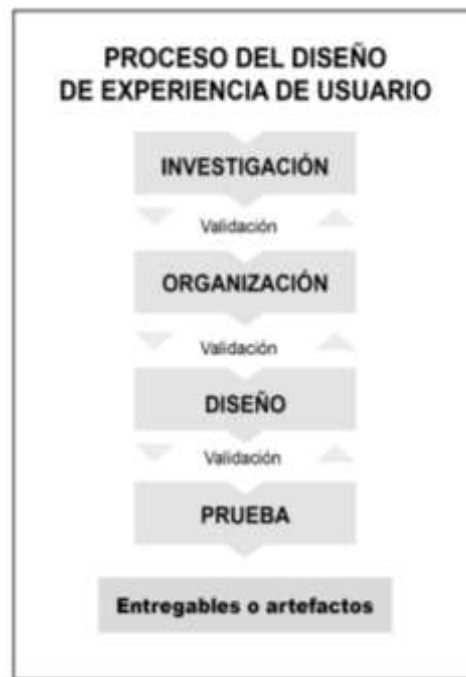 PROCESO DEL DISEÑO
DE EXPERIENCIA DE USUARIO
INVESTIGACIÓN
Validación
ORGANIZACIÓN
Validación
DISEÑO
Validación
PRUEBA
Entregables o artefactos